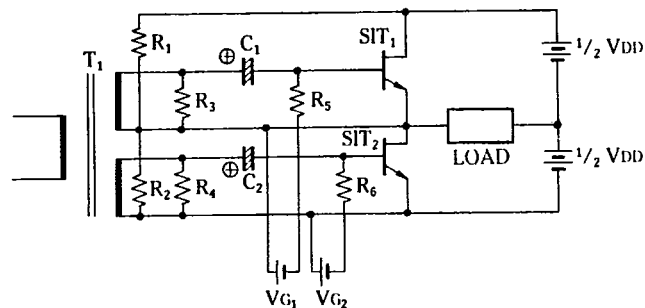 T1
R1
⊕ C1
SIT1
1/2 VDD
R3
R5
SIT2
LOAD
1/2 VDD
R2
R4
⊕ C2
R6
VG1
VG2